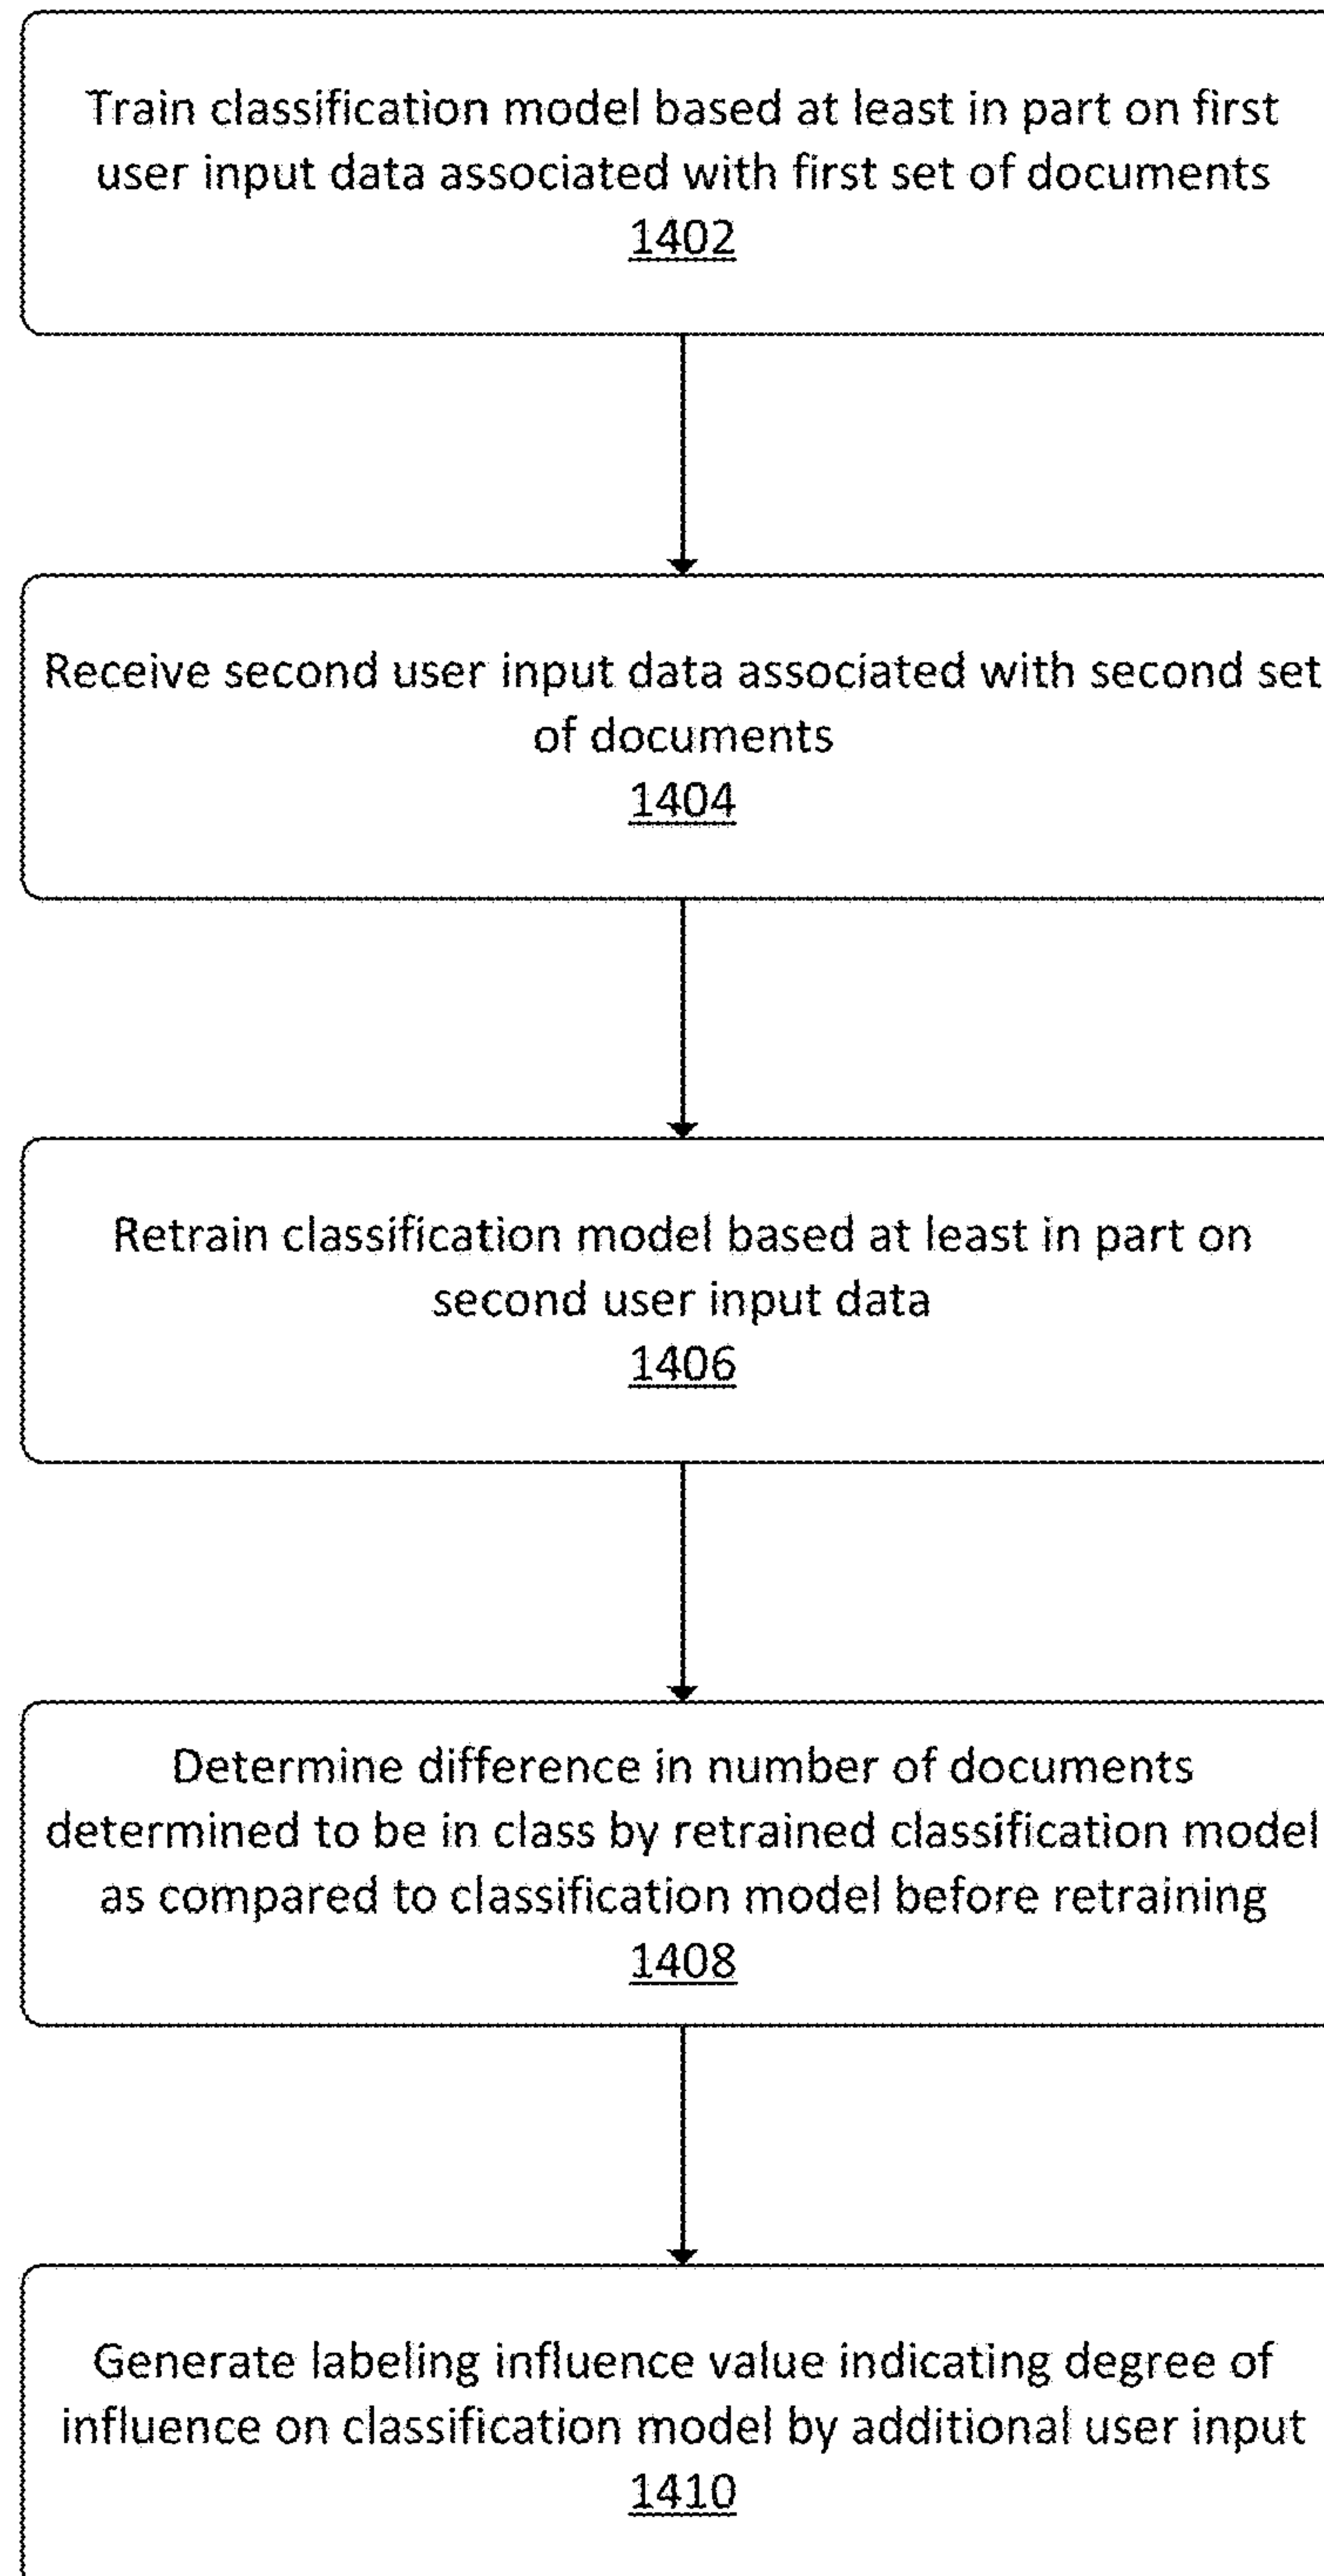 Train classification model based at least in part on first
user input data associated with first set of documents
1402
Receive second user input data associated with second set
of documents
1404
Retrain classification model based at least in part on
second user input data
1406
Determine difference in number of documents
determined to be in class by retrained classification model
as compared to classification model before retraining
1408
Generate labeling influence value indicating degree of
influence on classification model by additional user input
1410